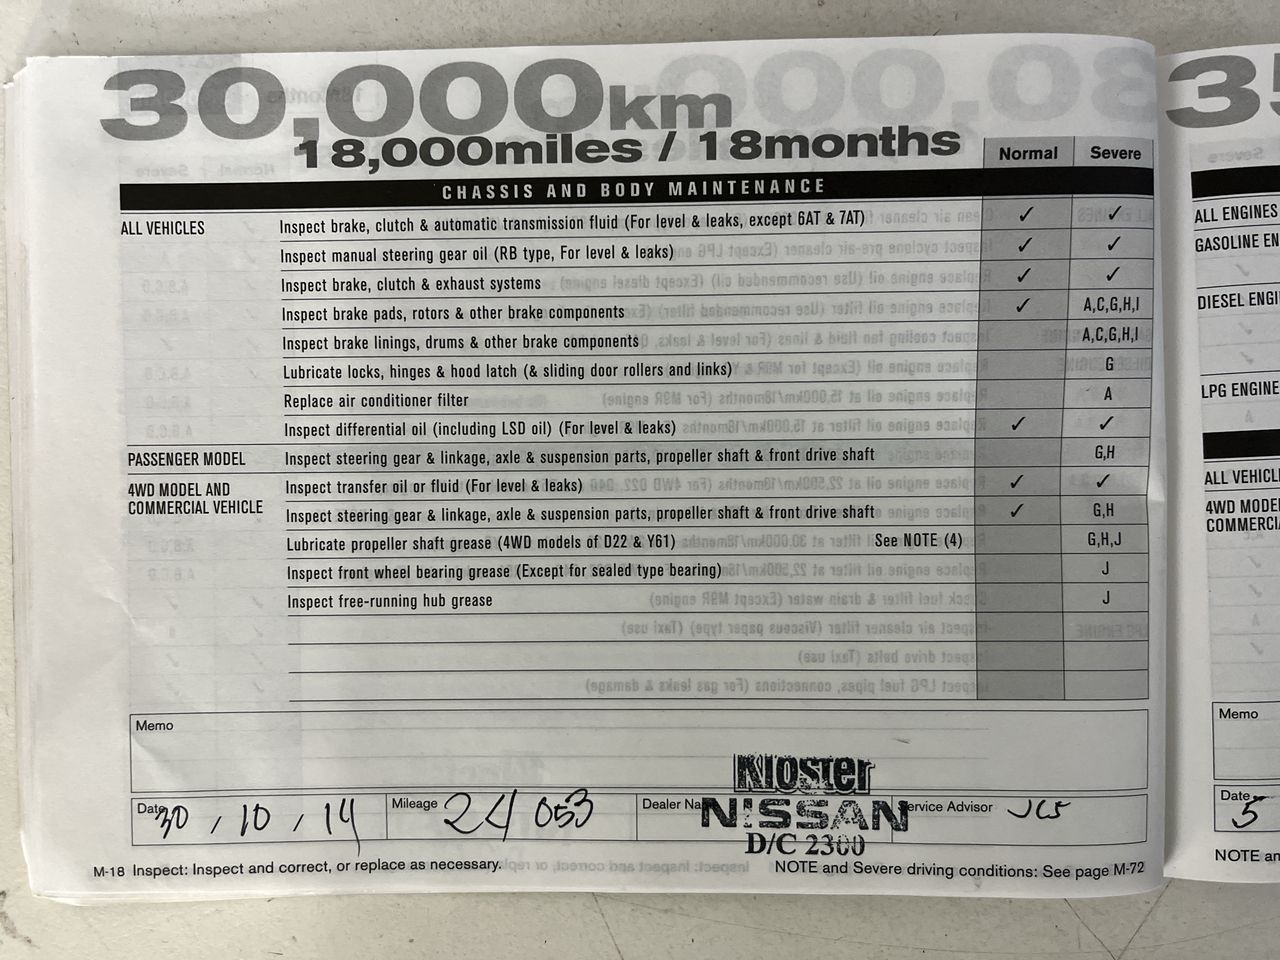 30,000km
18,000miles / 18months
Normal Severe
CHASSIS AND BODY MAINTENANCE
ALL VEHICLES Inspect brake, clutch & automatic transmission fluid (For level & leaks, except 6AT & 7AT) ✓ ✓
Inspect manual steering gear oil (RB type, For level & leaks) ✓ ✓
Inspect brake, clutch & exhaust systems ✓ ✓
Inspect brake pads, rotors & other brake components ✓ A,C,G,H,I
Inspect brake linings, drums & other brake components A,C,G,H,I
Lubricate locks, hinges & hood latch (& sliding door rollers and links) G
Replace air conditioner filter A
Inspect differential oil (including LSD oil) (For level & leaks) ✓ ✓
PASSENGER MODEL Inspect steering gear & linkage, axle & suspension parts, propeller shaft & front drive shaft G,H
4WD MODEL AND
COMMERCIAL VEHICLE
Inspect transfer oil or fluid (For level & leaks) ✓ ✓
Inspect steering gear & linkage, axle & suspension parts, propeller shaft & front drive shaft ✓ G,H
Lubricate propeller shaft grease (4WD models of D22 & Y61) See NOTE (4) G,H,J
Inspect front wheel bearing grease (Except for sealed type bearing) J
Inspect free-running hub grease J
Memo
Date 30, 10, 14 Mileage 24 053 Dealer Na Service Advisor
Kloster
NISSAN
D/C 2300
M-18 Inspect: Inspect and correct, or replace as necessary. NOTE and Severe driving conditions: See page M-72
ALL ENGINES
GASOLINE EN
DIESEL ENGI
LPG ENGINE
ALL VEHICL
4WD MODE
COMMERCI
Memo
Date 5
NOTE an